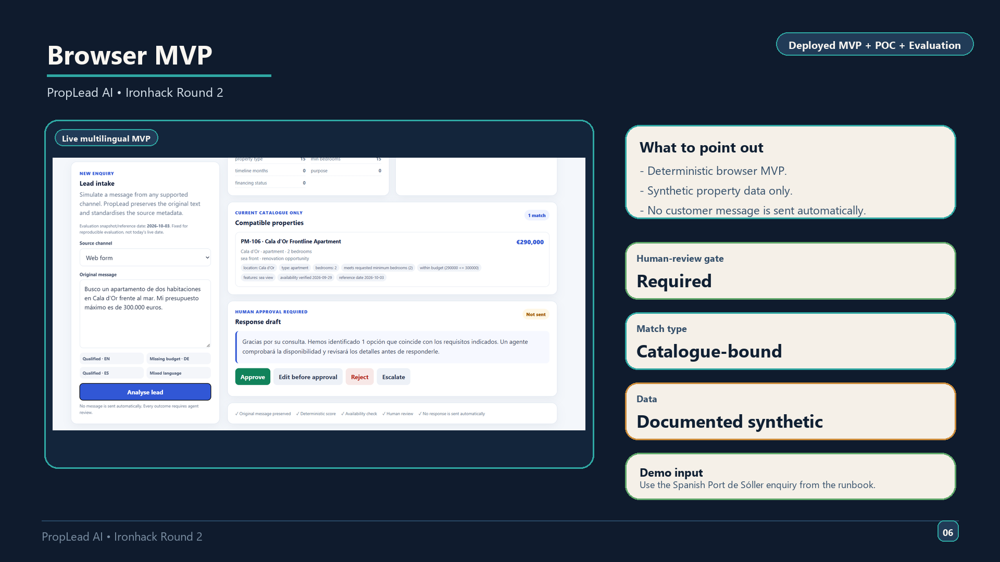 Browser MVP
Deployed MVP + POC + Evaluation
PropLead AI • Ironhack Round 2
Live multilingual MVP
NEW ENQUIRY
Lead intake
Simulate a message from any supported
channel. PropLead preserves the original text
and standardises the source metadata.
Evaluation snapshot/reference date: 2026-10-03. Fixed for
reproducible evaluation, not today's live date.
Source channel
Web form
Original message
Busco un apartamento de dos habitaciones
en Cala d'Or frente al mar. Mi presupuesto
máximo es de 300.000 euros.
Qualified · EN
Missing budget · DE
Qualified · ES
Mixed language
Analyse lead
No message is sent automatically. Every outcome requires agent
review.
property type 15 min bedrooms 15
timeline months 0 purpose 0
financing status 0
CURRENT CATALOGUE ONLY
1 match
Compatible properties
PM-106 · Cala d'Or Frontline Apartment
€290,000
Cala d'Or · apartment · 2 bedrooms
sea front · renovation opportunity
location: Cala d'Or type: apartment bedrooms: 2 meets requested minimum bedrooms (2) within budget (290000 <= 300000)
features: sea view availability verified 2026-09-29 reference date 2026-10-03
HUMAN APPROVAL REQUIRED
Not sent
Response draft
Gracias por su consulta. Hemos identificado 1 opción que coincide con los requisitos indicados. Un agente
comprobará la disponibilidad y revisará los detalles antes de responderle.
Approve Edit before approval Reject Escalate
✓ Original message preserved ✓ Deterministic score ✓ Availability check ✓ Human review ✓ No response is sent automatically
What to point out
- Deterministic browser MVP.
- Synthetic property data only.
- No customer message is sent automatically.
Human-review gate
Required
Match type
Catalogue-bound
Data
Documented synthetic
Demo input
Use the Spanish Port de Sóller enquiry from the runbook.
PropLead AI • Ironhack Round 2
06